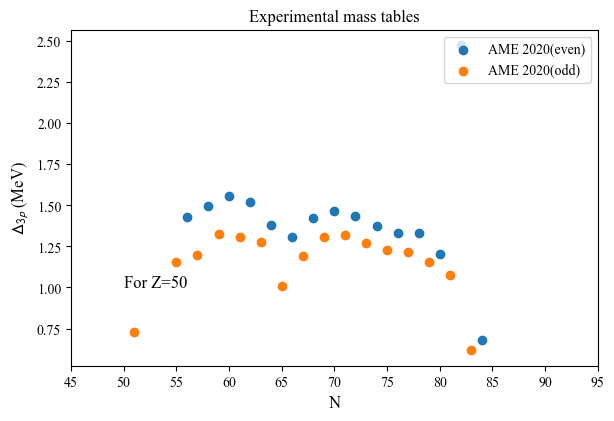 Experimental mass tables
AME 2020(even)
AME 2020(odd)
Δ3p (MeV)
2.50
2.25
2.00
1.75
1.50
1.25
1.00
0.75
For Z=50
45 50 55 60 65 70 75 80 85 90 95
N